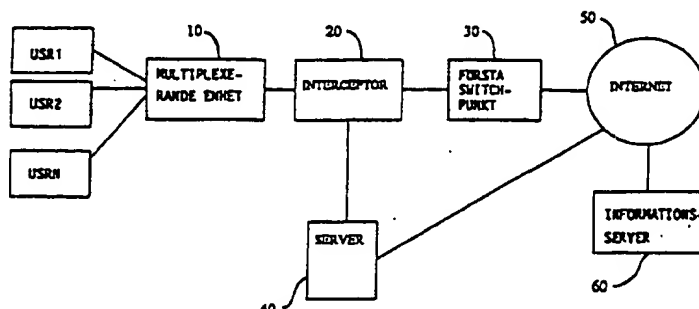 10
20
30
50
USR1
USR2
USRN
MULTIPLEXE-
RANDE ENHET
INTERCEPTOR
FÖRSTA
SWITCH-
PUNKT
INTERNET
SERVER
INFORMATIONS-
SERVER
60